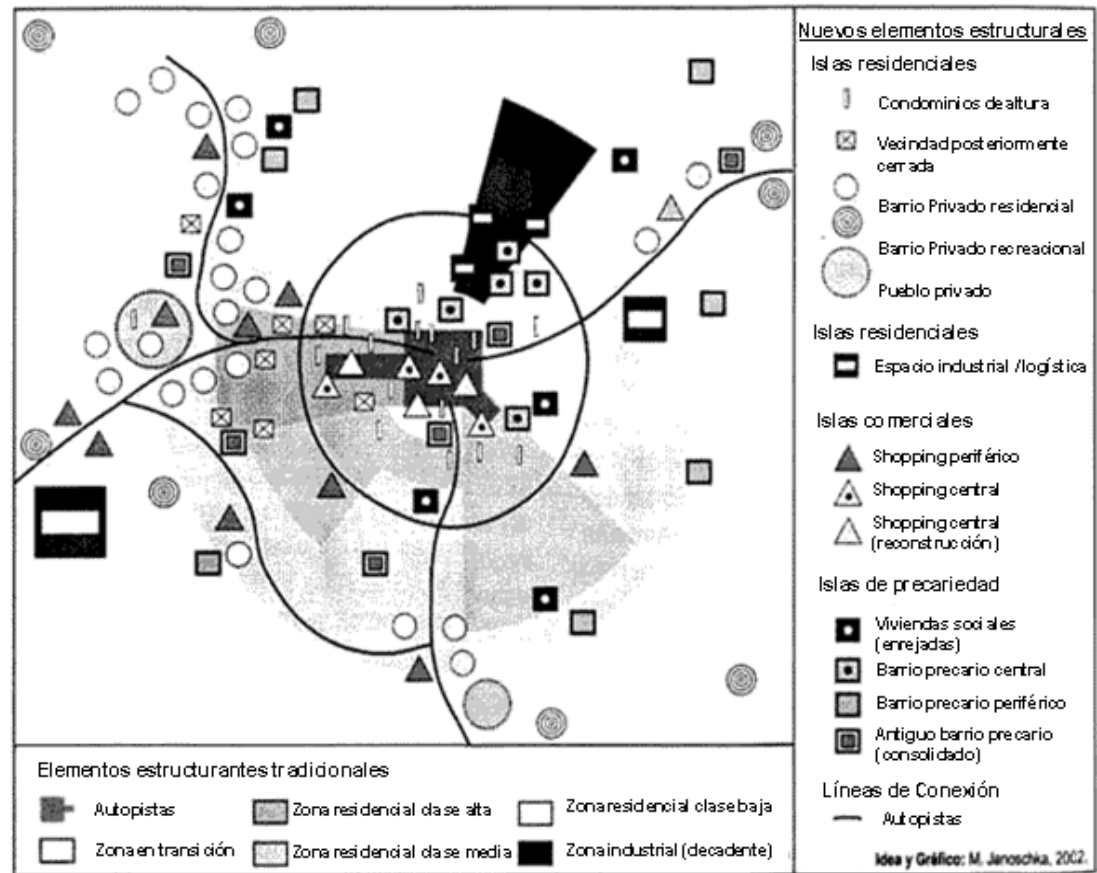 Nuevos elementos estructurales
Islas residenciales
Condominios de altura
Vecindad posteriormente
cerrada
Barrio Privado residencial
Barrio Privado recreacional
Pueblo privado
Islas residenciales
Espacio industrial /logística
Islas comerciales
Shopping periférico
Shopping central
Shopping central
(reconstrucción)
Islas de precariedad
Viviendas sociales
(enrejadas)
Barrio precario central
Barrio precario periférico
Antiguo barrio precario
(consolidado)
Líneas de Conexión
Autopistas
Idea y Gráfico: M. Janoschka, 2002.
Elementos estructurantes tradicionales
Autopistas
Zona residencial clase alta
Zona residencial clase baja
Zona en transición
Zona residencial clase media
Zona industrial (decadente)